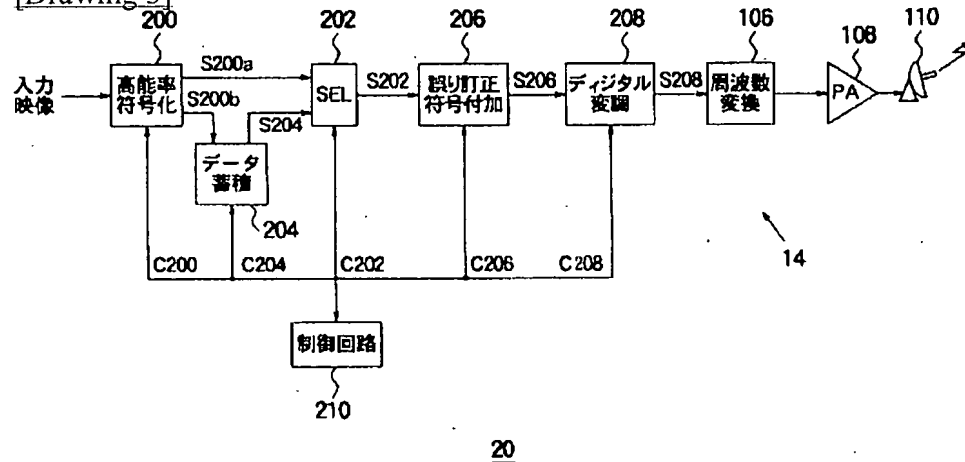 [Drawing 3]
200
202
206
208
106
108
110
入力
映像
高能率
符号化
S200a
S200b
S204
SEL
S202
誤り訂正
符号付加
S206
ディジタル
変調
S208
周波数
変換
PA
データ
蓄積
204
C200
C204
C202
C206
C208
14
制御回路
210
20